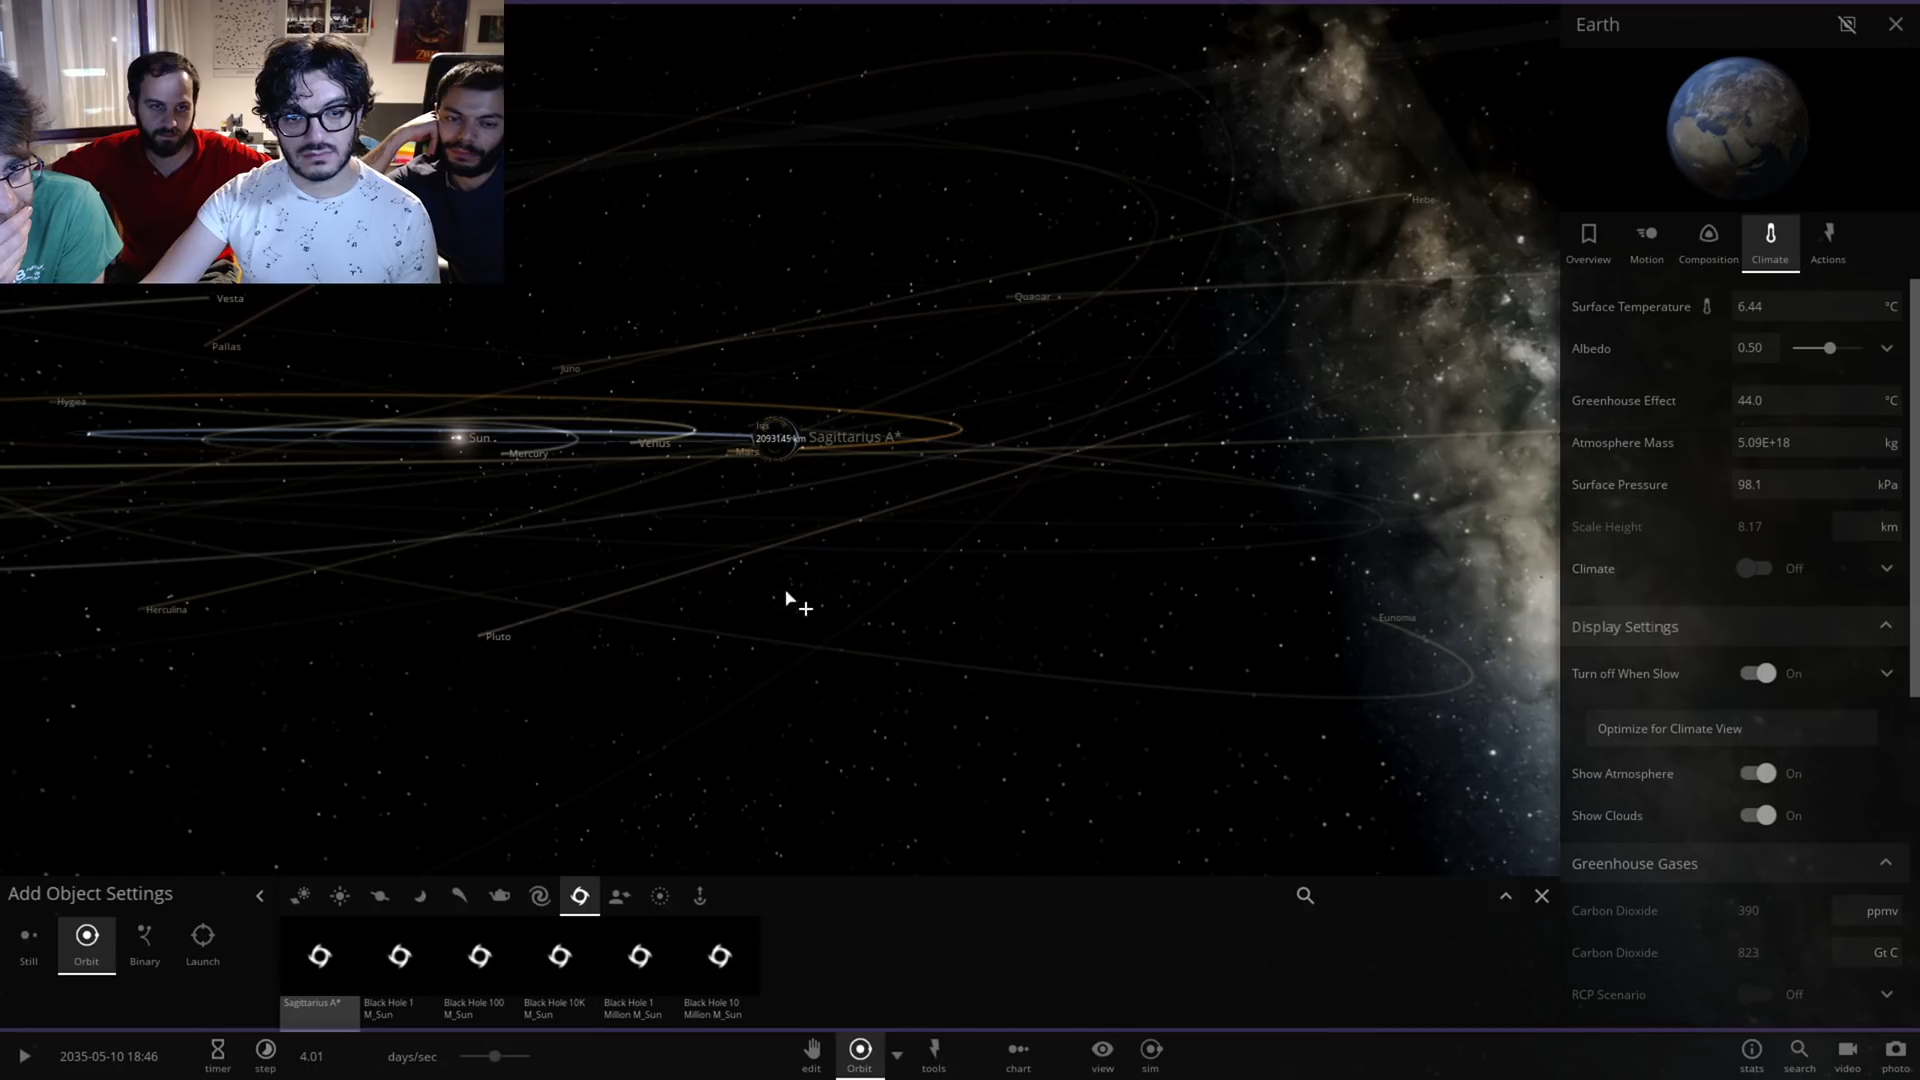 Earth
Overview
Motion
Composition
Climate
Actions
Surface Temperature 6.44 °C
Albedo 0.50
Greenhouse Effect 44.0 °C
Atmosphere Mass 5.09E+18 kg
Surface Pressure 98.1 kPa
Scale Height 8.17 km
Climate Off
Display Settings
Turn off When Slow On
Optimize for Climate View
Show Atmosphere On
Show Clouds On
Greenhouse Gases
Carbon Dioxide 390 ppmv
Carbon Dioxide 823 Gt C
RCP Scenario Off
Hebe
Vesta
Quaoar
Pallas
Juno
Hygiea
Iris
Sun
2093145 km
Sagittarius A*
Venus
Mercury
Mars
Herculina
Eunomia
Pluto
Add Object Settings
Still
Orbit
Binary
Launch
Sagittarius A*
Black Hole 1
M_Sun
Black Hole 100
M_Sun
Black Hole 10K
M_Sun
Black Hole 1
Million M_Sun
Black Hole 10
Million M_Sun
2035-05-10 18:46
timer
step
4.01 days/sec
edit
Orbit
tools
chart
view
sim
stats
search
video
photo